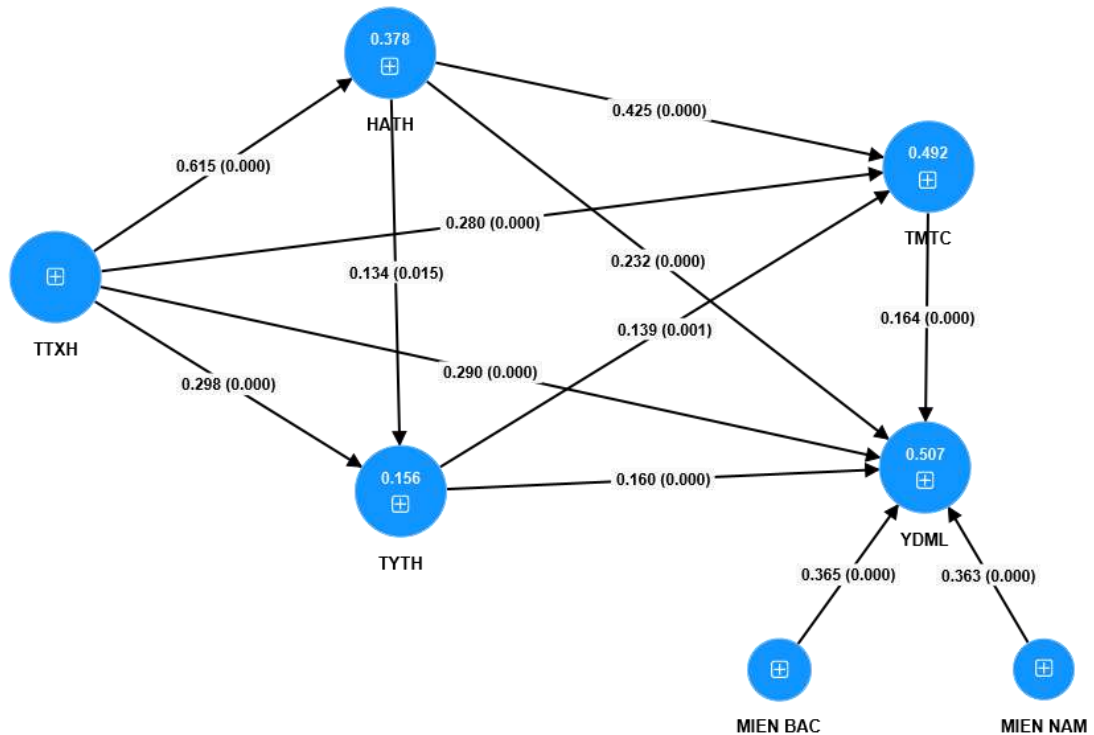 0.378
HATH
0.425 (0.000)
0.492
TMTC
0.615 (0.000)
0.280 (0.000)
0.134 (0.015)
0.232 (0.000)
TTXH
0.139 (0.001)
0.164 (0.000)
0.298 (0.000)
0.290 (0.000)
0.156
TYTH
0.160 (0.000)
0.507
YDML
0.365 (0.000)
0.363 (0.000)
MIEN BAC
MIEN NAM